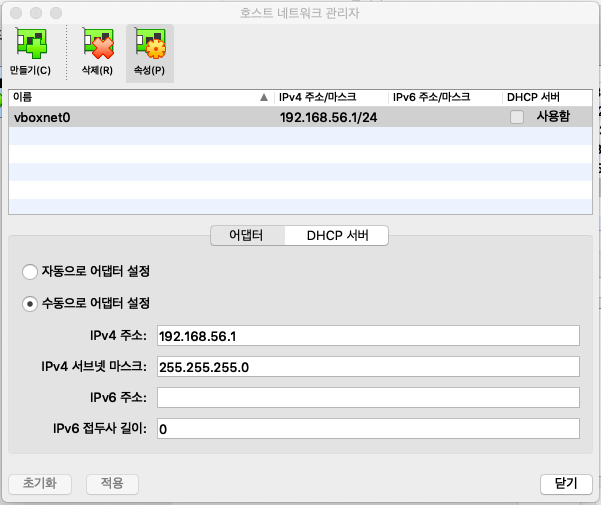 호스트 네트워크 관리자
만들기(C) 삭제(R) 속성(P)
이름 IPv4 주소/마스크 IPv6 주소/마스크 DHCP 서버
vboxnet0 192.168.56.1/24 사용함
어댑터 DHCP 서버
자동으로 어댑터 설정
수동으로 어댑터 설정
IPv4 주소: 192.168.56.1
IPv4 서브넷 마스크: 255.255.255.0
IPv6 주소:
IPv6 접두사 길이: 0
초기화 적용 닫기